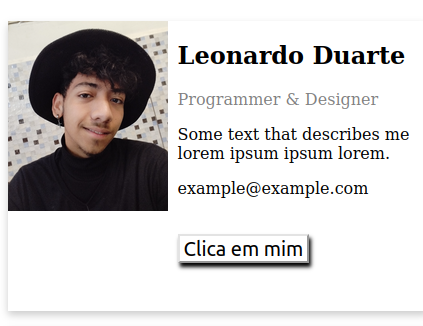 Leonardo Duarte
Programmer & Designer
Some text that describes me
lorem ipsum ipsum lorem.
example@example.com
Clica em mim